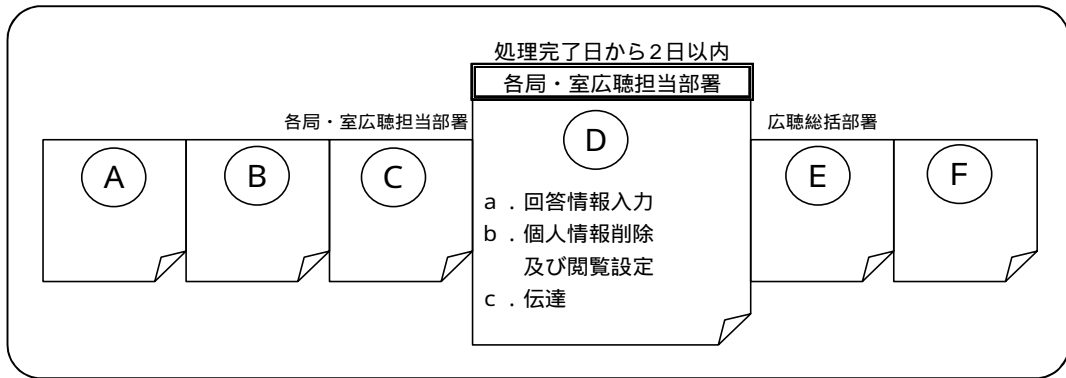 処理完了日から2日以内
各局・室広聴担当部署
各局・室広聴担当部署
広聴総括部署
A
B
C
D
E
F
a．回答情報入力
b．個人情報削除
及び閲覧設定
c．伝達